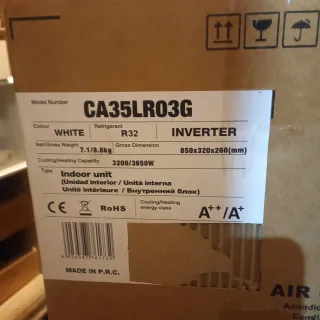 Model Number CA35LR03G
Colour WHITE Refrigerant R32 INVERTER
Net/Gross Weight 7.1/8.6kg Gross Dimension 850x320x260(mm)
Cooling/Heating Capacity 3200/3650W
Type Indoor unit
(Unidad Interior / Unità interna
Unité intérieure / Внутренний блок)
CE RoHS Cooling/Heating energy class A++/A+
MADE IN P.R.C.
AIR